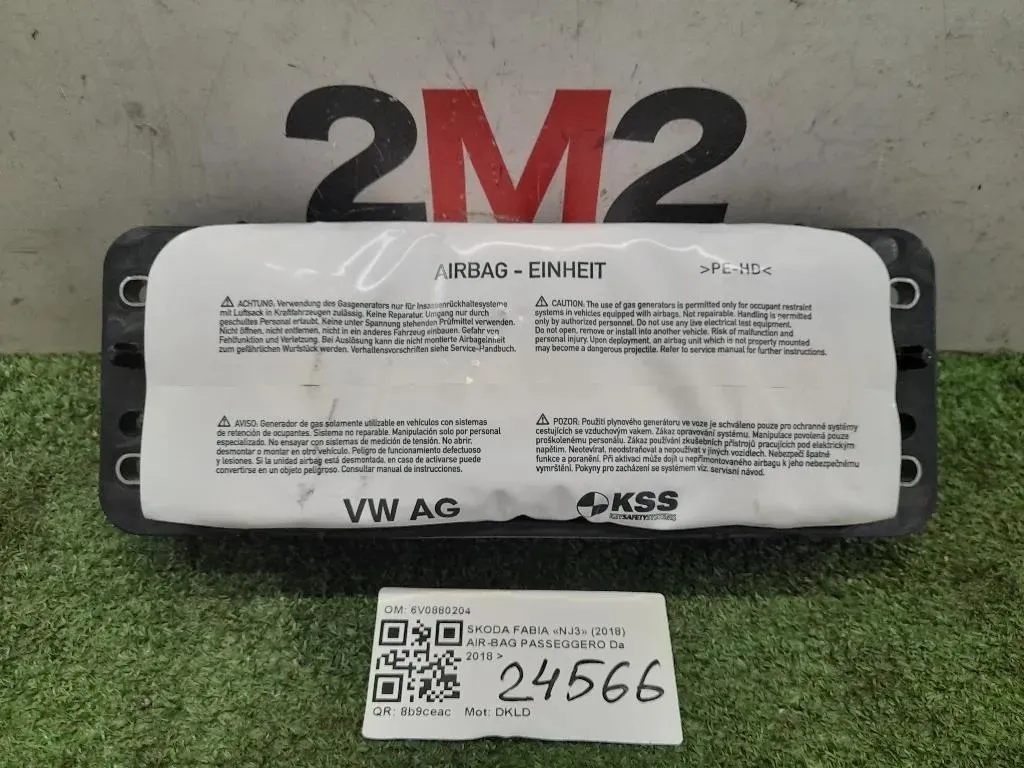 2M2
AIRBAG - EINHEIT
>PE-HD<
⚠ ACHTUNG. Verwendung des Gasgenerators nur für Insassenrückhaltesysteme
mit Luftsack in Kraftfahrzeugen zulässig. Keine Reparatur. Umgang nur durch
geschultes Personal erlaubt. Keine unter Spannung stehenden Prüfmittel verwenden.
Nicht öffnen, nicht entfernen, nicht in ein anderes Fahrzeug einbauen. Gefahr von
Fehlfunktion und Verletzung. Bei Auslösung kann die nicht montierte Airbageinheit
zum gefährlichen Wurfstück werden. Verhaltensvorschriften siehe Service-Handbuch.
⚠ CAUTION: The use of gas generators is permitted only for occupant restraint
systems in vehicles equipped with airbags. Not repairable. Handling is permitted
only by authorized personnel. Do not use any live electrical test equipment.
Do not open, remove or install into another vehicle. Risk of malfunction and
personal injury. Upon deployment, an airbag unit which is not properly mounted
may become a dangerous projectile. Refer to service manual for further instructions.
⚠ AVISO: Generador de gas solamente utilizable en vehículos con sistemas
de retención de ocupantes. Sistema no reparable. Manipulación solo por personal
especializado. No ensayar con sistemas de medición de tensión. No abrir,
desmontar o montar en otro vehículo. Peligro de funcionamiento defectuoso
y lesiones. Si la unidad airbag está desmontada, en caso de activarse puede
convertirse en un objeto peligroso. Consultar manual de instrucciones.
⚠ POZOR: Použití plynového generátoru ve voze je schváleno pouze pro ochranné systémy
cestujících se vzduchovým vakem. Zákaz opravování systému. Manipulace povolená pouze
proškolenému personálu. Zákaz používání zkušebních přístrojů pracujících pod elektrickým
napětím. Neotevírat, neodstraňovat a nepoužívat v jiných vozidlech. Nebezpečí špatné
funkce a poranění. Při aktivaci může dojít u nepřimontovaného airbagu k jeho nebezpečnému
vymrštění. Pokyny pro zacházení se systémem viz. servisní návod.
VW AG
KSS
KEYSAFETYSYSTEMS
OM: 6V0880204
SKODA FABIA «NJ3» (2018)
AIR-BAG PASSEGGERO Da
2018 >
24566
QR: 8b9ceac Mot: DKLD